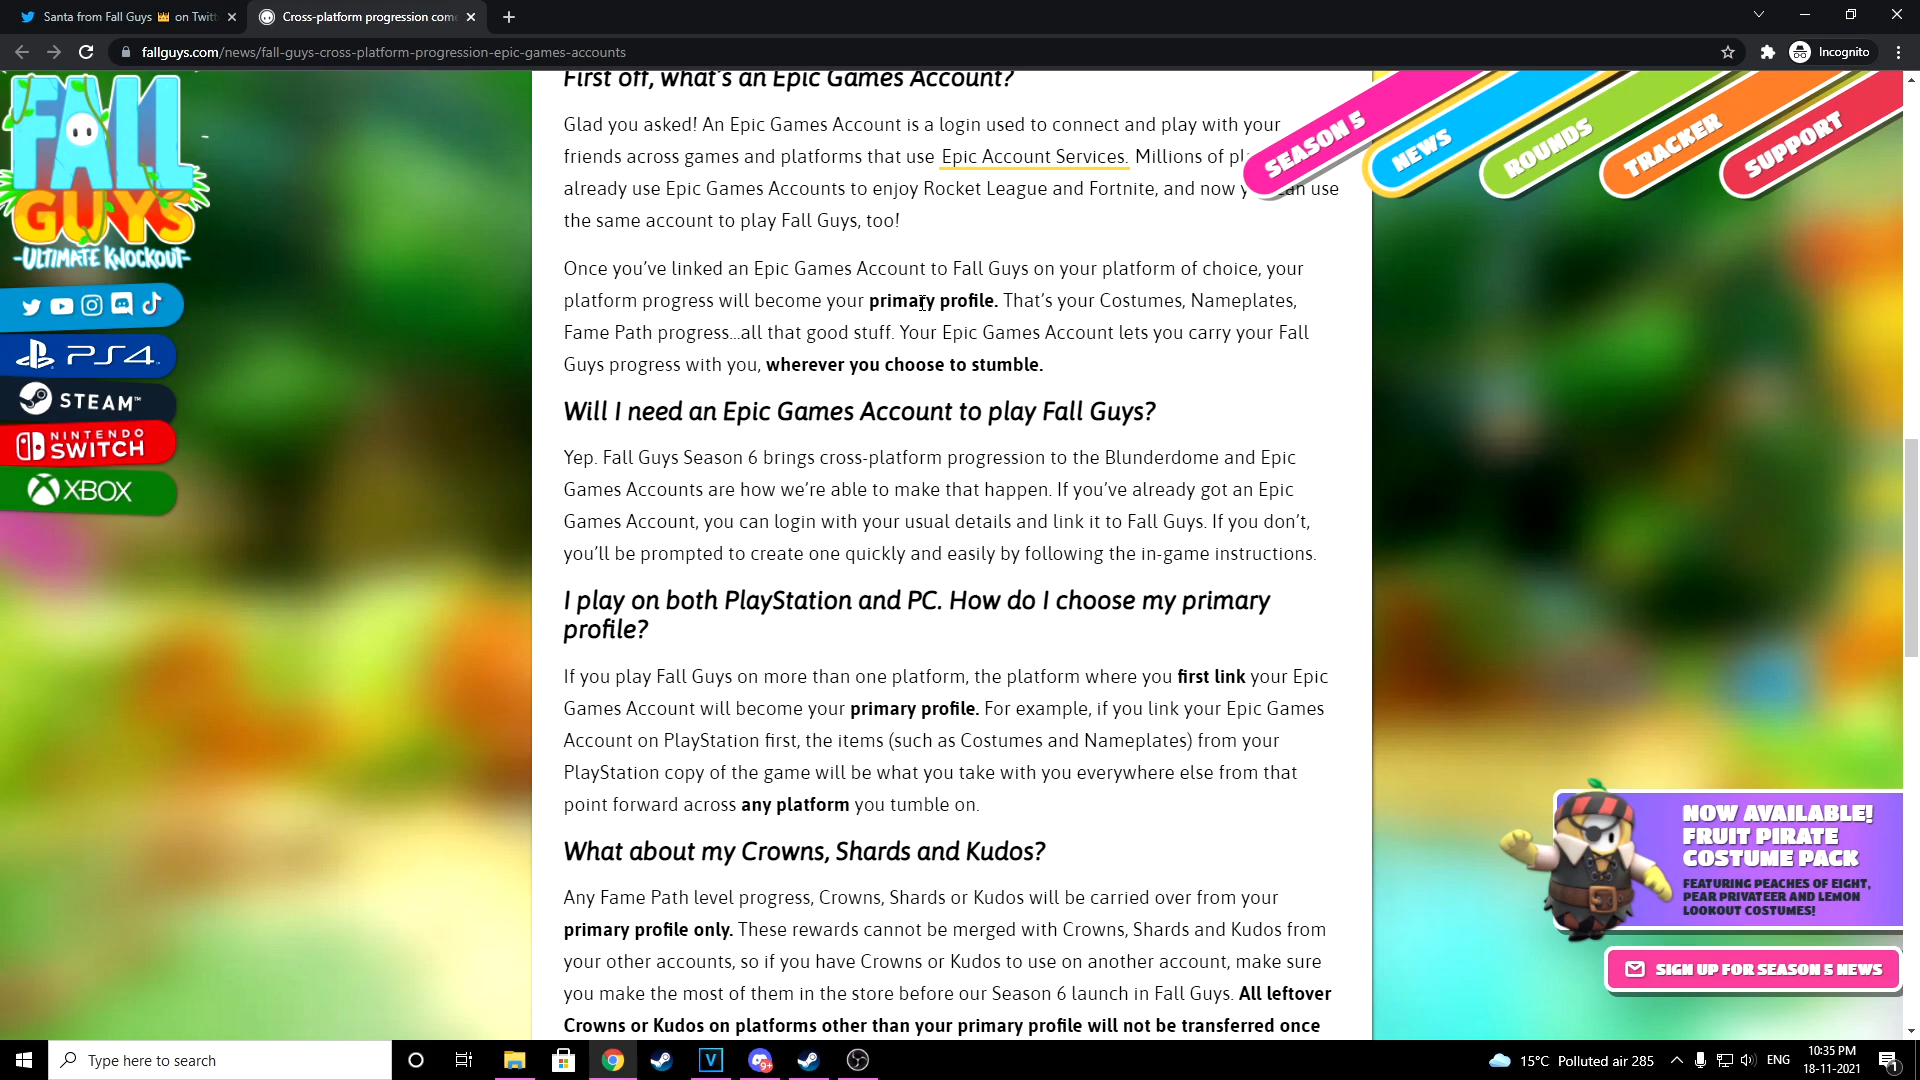 Santa from Fall Guys 👑 on Twitt
Cross-platform progression com
fallguys.com/news/fall-guys-cross-platform-progression-epic-games-accounts
Incognito
FALL
GUYS
-ULTIMATE KNOCKOUT-
PS4
STEAM™
NINTENDO
SWITCH
XBOX
SEASON 5
NEWS
ROUNDS
TRACKER
SUPPORT
First off, what's an Epic Games Account?
Glad you asked! An Epic Games Account is a login used to connect and play with your
friends across games and platforms that use Epic Account Services. Millions of pl
already use Epic Games Accounts to enjoy Rocket League and Fortnite, and now y can use
the same account to play Fall Guys, too!
Once you've linked an Epic Games Account to Fall Guys on your platform of choice, your
platform progress will become your primary profile. That's your Costumes, Nameplates,
Fame Path progress...all that good stuff. Your Epic Games Account lets you carry your Fall
Guys progress with you, wherever you choose to stumble.
Will I need an Epic Games Account to play Fall Guys?
Yep. Fall Guys Season 6 brings cross-platform progression to the Blunderdome and Epic
Games Accounts are how we're able to make that happen. If you've already got an Epic
Games Account, you can login with your usual details and link it to Fall Guys. If you don't,
you'll be prompted to create one quickly and easily by following the in-game instructions.
I play on both PlayStation and PC. How do I choose my primary
profile?
If you play Fall Guys on more than one platform, the platform where you first link your Epic
Games Account will become your primary profile. For example, if you link your Epic Games
Account on PlayStation first, the items (such as Costumes and Nameplates) from your
PlayStation copy of the game will be what you take with you everywhere else from that
point forward across any platform you tumble on.
What about my Crowns, Shards and Kudos?
Any Fame Path level progress, Crowns, Shards or Kudos will be carried over from your
primary profile only. These rewards cannot be merged with Crowns, Shards and Kudos from
your other accounts, so if you have Crowns or Kudos to use on another account, make sure
you make the most of them in the store before our Season 6 launch in Fall Guys. All leftover
Crowns or Kudos on platforms other than your primary profile will not be transferred once
NOW AVAILABLE!
FRUIT PIRATE
COSTUME PACK
FEATURING PEACHES OF EIGHT,
PEAR PRIVATEER AND LEMON
LOOKOUT COSTUMES!
SIGN UP FOR SEASON 5 NEWS
Type here to search
V
9+
15°C Polluted air 285
ENG
10:35 PM
18-11-2021
1